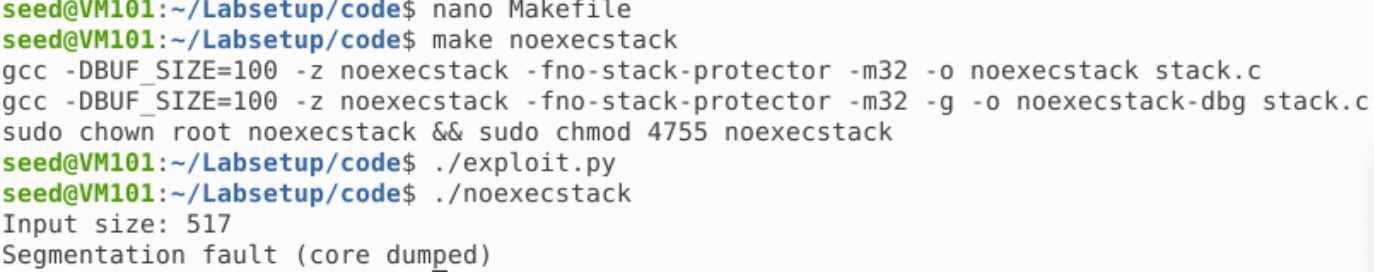 seed@VM101:~/Labsetup/code$ nano Makefile
seed@VM101:~/Labsetup/code$ make noexecstack
gcc -DBUF_SIZE=100 -z noexecstack -fno-stack-protector -m32 -o noexecstack stack.c
gcc -DBUF_SIZE=100 -z noexecstack -fno-stack-protector -m32 -g -o noexecstack-dbg stack.c
sudo chown root noexecstack && sudo chmod 4755 noexecstack
seed@VM101:~/Labsetup/code$ ./exploit.py
seed@VM101:~/Labsetup/code$ ./noexecstack
Input size: 517
Segmentation fault (core dumped)